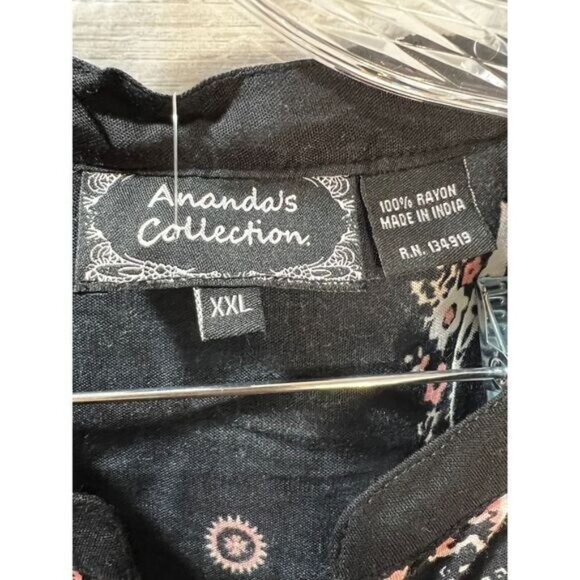 Ananda's
Collection.
100% RAYON
MADE IN INDIA
R.N. 134919
XXL